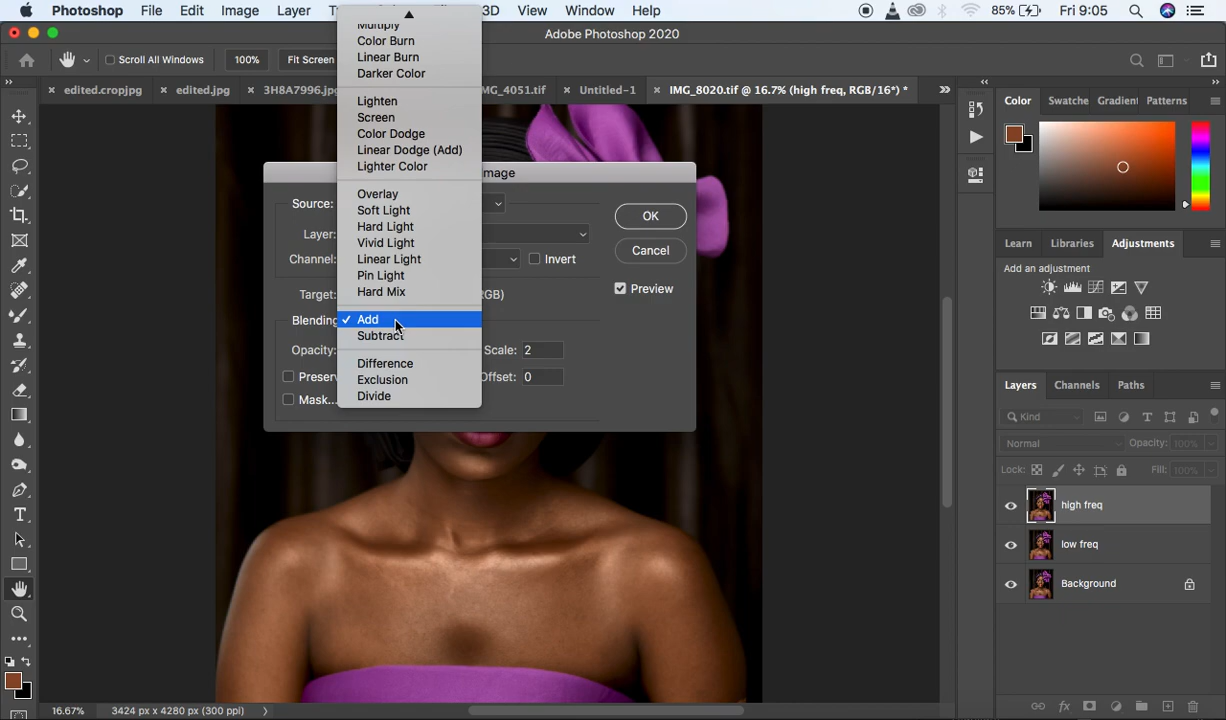 Photoshop File Edit Image Layer 3D View Window Help 85% Fri 9:05
Adobe Photoshop 2020
Scroll All Windows 100% Fit Screen
edited.cropjpg edited.jpg 3H8A7996.jpg MG_4051.tif Untitled-1 IMG_8020.tif @ 16.7% (high freq, RGB/16*) *
Multiply
Color Burn
Linear Burn
Darker Color
Lighten
Screen
Color Dodge
Linear Dodge (Add)
Lighter Color
Overlay
Soft Light
Hard Light
Vivid Light
Linear Light
Pin Light
Hard Mix
Add
Subtract
Difference
Exclusion
Divide
mage
Source:
Layer:
Channel: Invert
Target: GB)
Blending
Opacity: Scale: 2
Preserv Offset: 0
Mask...
OK
Cancel
Preview
Color Swatche Gradien Patterns
Learn Libraries Adjustments
Add an adjustment
Layers Channels Paths
Kind
Normal Opacity: 100%
Lock: Fill: 100%
high freq
low freq
Background
16.67% 3424 px x 4280 px (300 ppi)